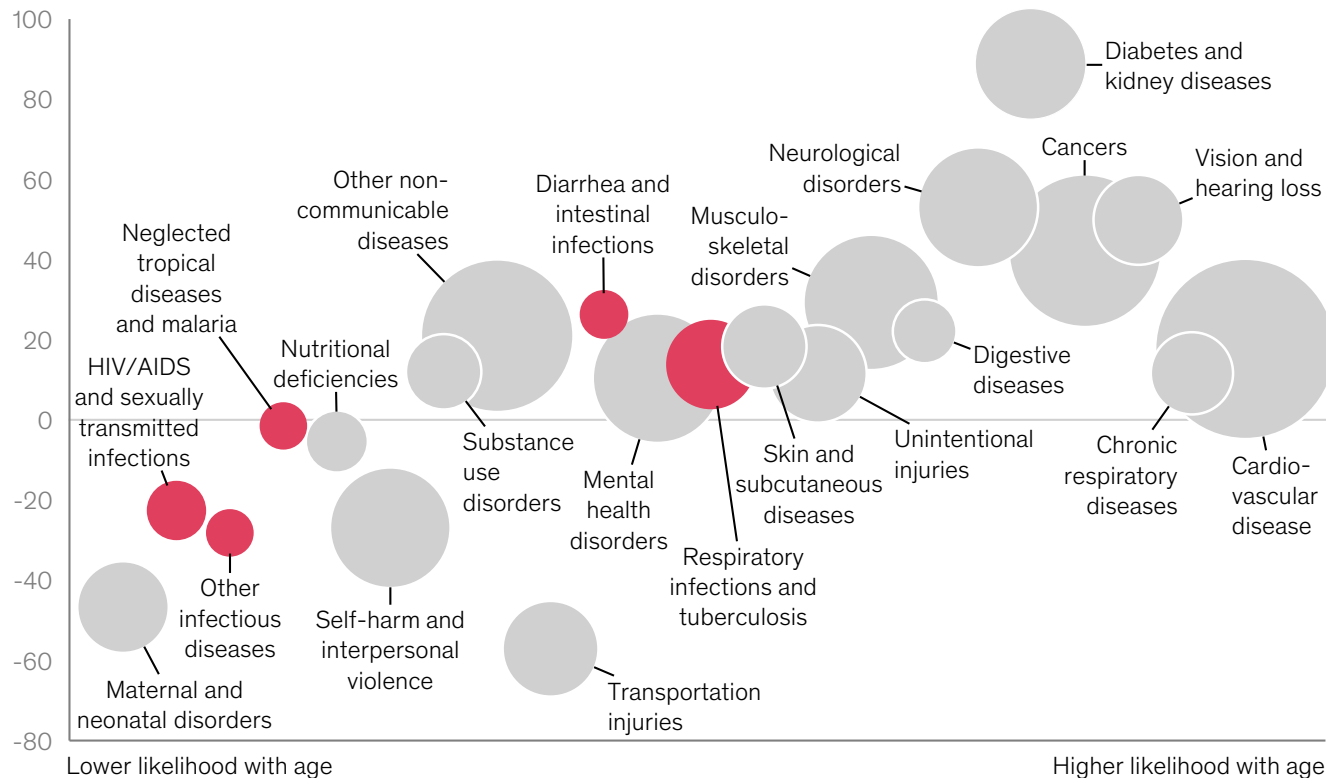 100
80
60
40
20
0
-20
-40
-60
-80
Diabetes and
kidney diseases
Neurological
disorders
Cancers
Vision and
hearing loss
Other non-
communicable
diseases
Diarrhea and
intestinal
infections
Musculo-
skeletal
disorders
Neglected
tropical
diseases
and malaria
HIV/AIDS
and sexually
transmitted
infections
Nutritional
deficiencies
Digestive
diseases
Substance
use
disorders
Mental
health
disorders
Skin and
subcutaneous
diseases
Unintentional
injuries
Chronic
respiratory
diseases
Cardio-
vascular
disease
Respiratory
infections and
tuberculosis
Other
infectious
diseases
Self-harm and
interpersonal
violence
Maternal and
neonatal disorders
Transportation
injuries
Lower likelihood with age
Higher likelihood with age